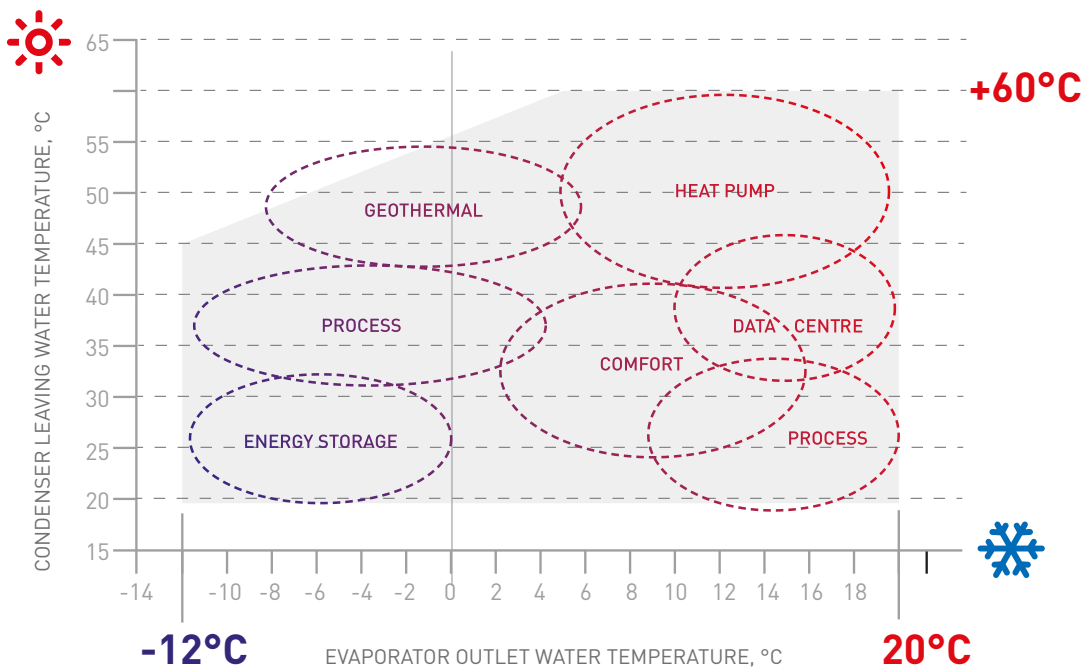 65
+60°C
55
50
45
40
35
30
25
20
15
CONDENSER LEAVING WATER TEMPERATURE, °C
HEAT PUMP
GEOTHERMAL
PROCESS
DATA CENTRE
COMFORT
ENERGY STORAGE
PROCESS
-14 -10 -8 -6 -4 -2 0 2 4 6 8 10 12 14 16 18
-12°C
EVAPORATOR OUTLET WATER TEMPERATURE, °C
20°C